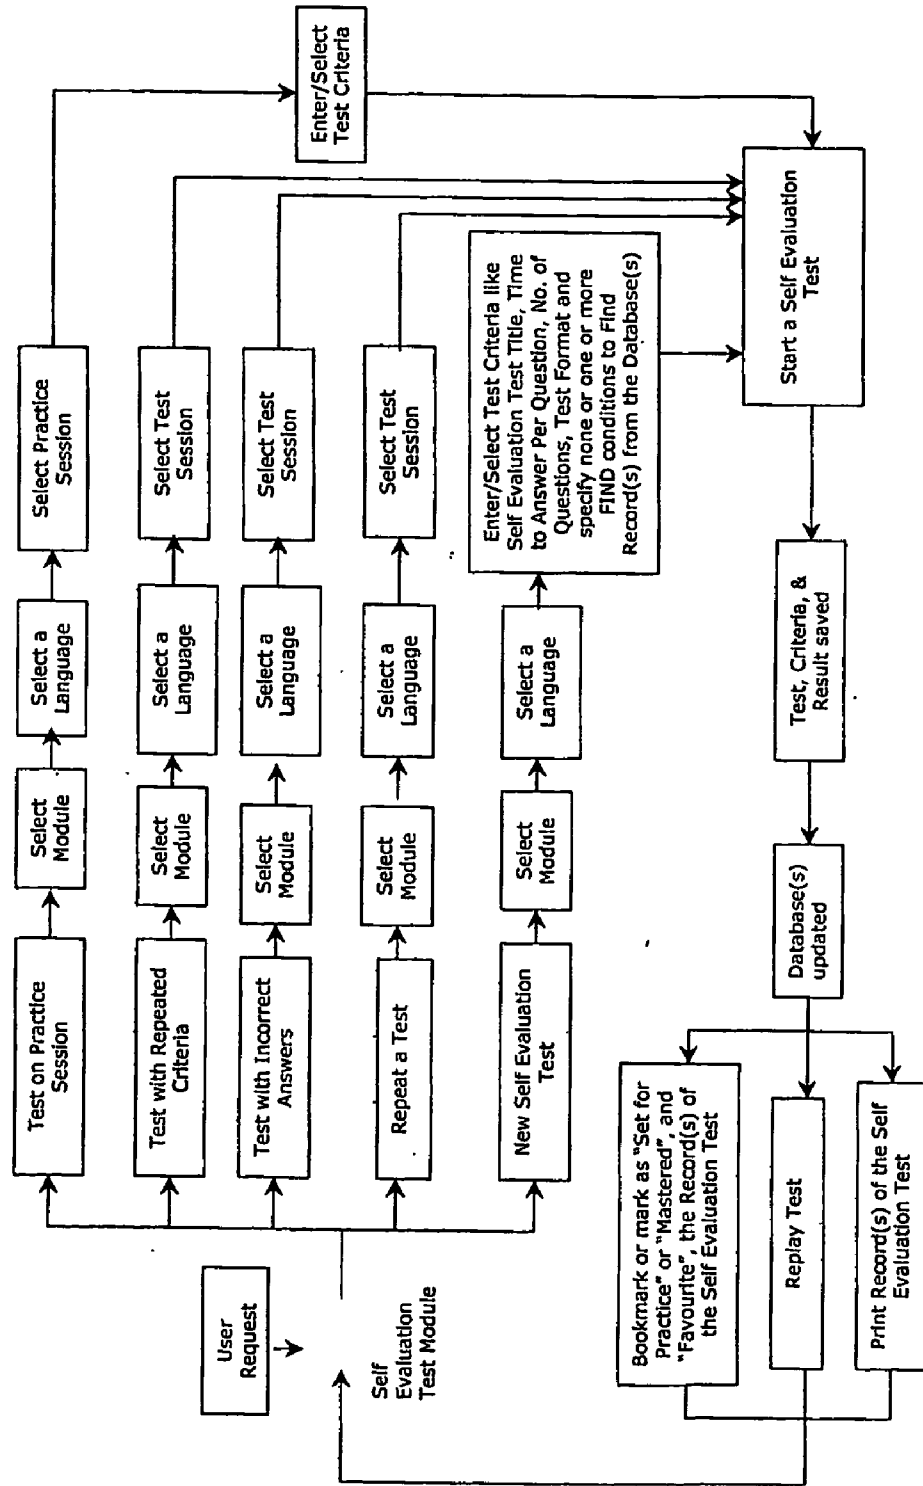 Test on Practice
Session
Select
Module
Select a
Language
Select Practice
Session
Test with Repeated
Criteria
Select
Module
Select a
Language
Select Test
Session
User
Request
Test with Incorrect
Answers
Select
Module
Select a
Language
Select Test
Session
Enter/Select
Test Criteria
Self
Evaluation
Test Module
Repeat a Test
Select
Module
Select a
Language
Select Test
Session
New Self Evaluation
Test
Select
Module
Select a
Language
Enter/Select Test Criteria like
Self Evaluation Test Title, Time
to Answer Per Question, No. of
Questions, Test Format and
specify none or one or more
FIND conditions to Find
Record(s) from the Database(s)
Bookmark or mark as "Set for
Practice" or "Mastered", and
"Favourite", the Record(s) of
the Self Evaluation Test
Replay Test
Print Record(s) of the Self
Evaluation Test
Database(s)
updated
Test, Criteria, &
Result saved
Start a Self Evaluation
Test